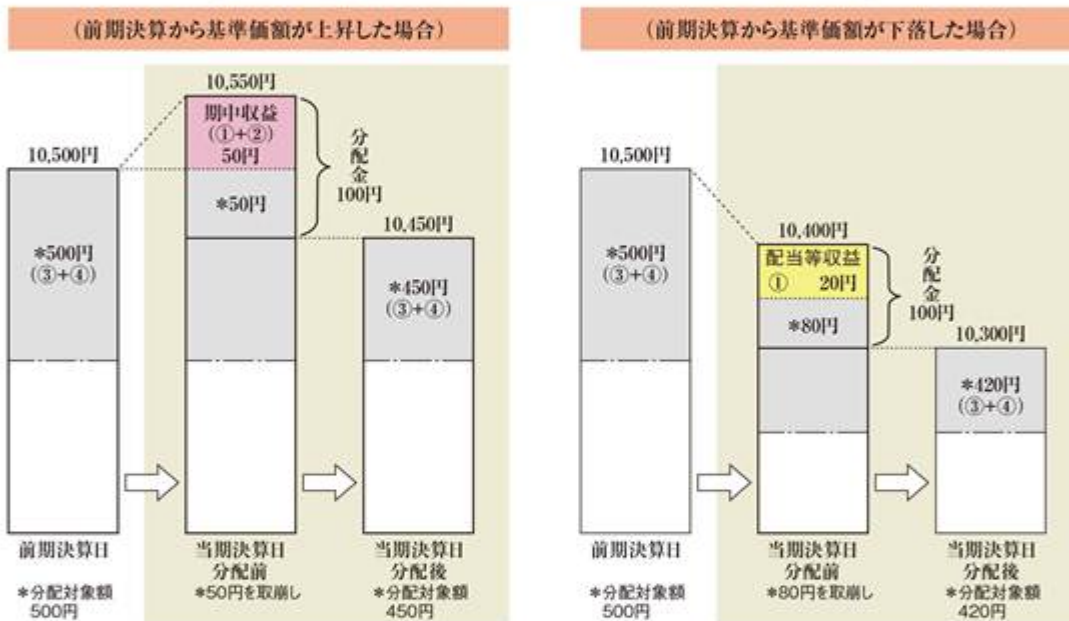 (前期決算から基準価額が上昇した場合)
10,500円
*500円
(③+④)
前期決算日
*分配対象額
500円
10,550円
期中収益
(①+②)
50円
*50円
分配金
100円
当期決算日
分配前
*50円を取崩し
10,450円
*450円
(③+④)
当期決算日
分配後
*分配対象額
450円
(前期決算から基準価額が下落した場合)
10,500円
*500円
(③+④)
前期決算日
*分配対象額
500円
10,400円
配当等収益
① 20円
*80円
分配金
100円
当期決算日
分配前
*80円を取崩し
10,300円
*420円
(③+④)
当期決算日
分配後
*分配対象額
420円